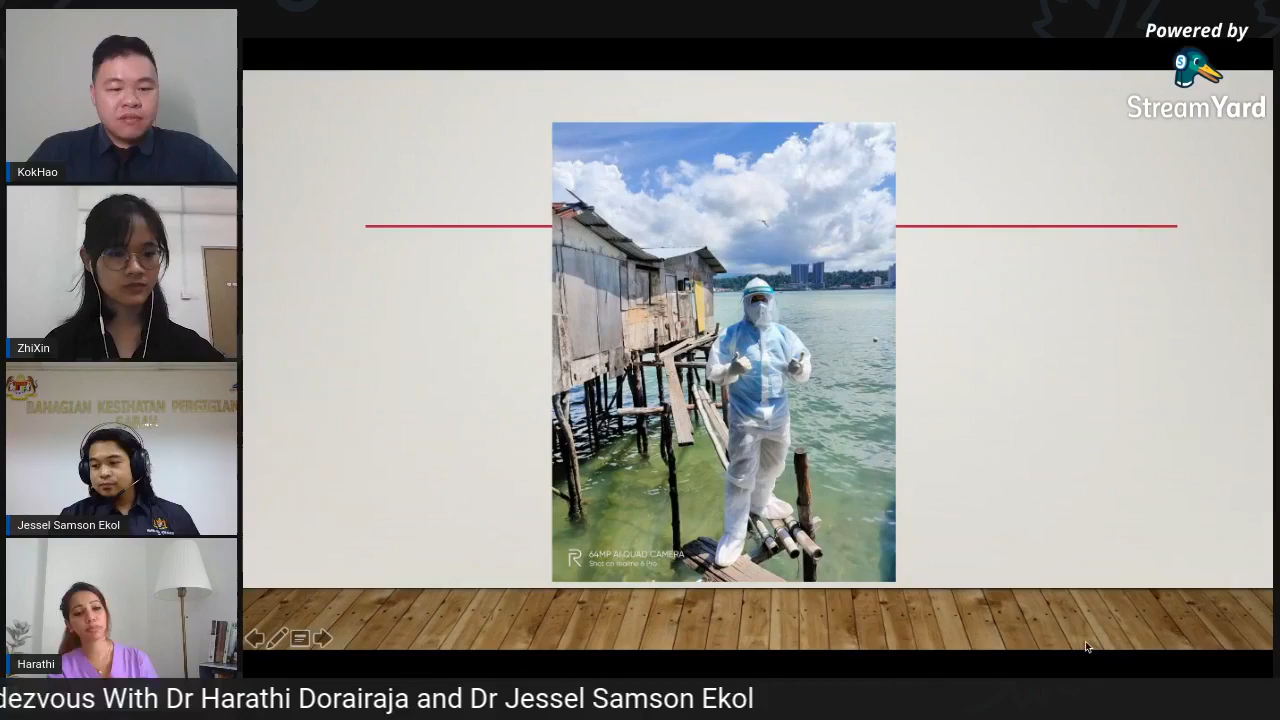 Powered by
StreamYard
KokHao
ZhiXin
BAHAGIAN KESIHATAN PERGIGIAN
SABAH
Jessel Samson Ekol
Harathi
64MP AI QUAD CAMERA
Shot on realme 6 Pro
dezvous With Dr Harathi Dorairaja and Dr Jessel Samson Ekol